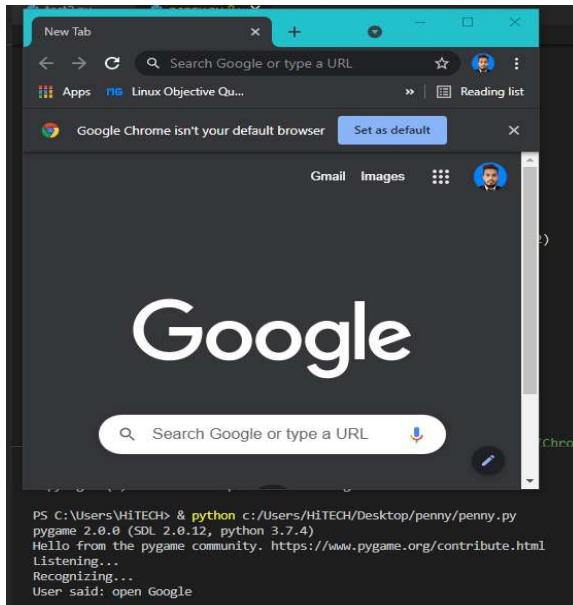 New Tab
Search Google or type a URL
Apps
MG Linux Objective Qu...
»
Reading list
Google Chrome isn't your default browser
Set as default
Gmail Images
2)
Google
Search Google or type a URL
/Chro
PS C:\Users\HiTECH> & python c:/Users/HiTECH/Desktop/penny/penny.py
pygame 2.0.0 (SDL 2.0.12, python 3.7.4)
Hello from the pygame community. https://www.pygame.org/contribute.html
Listening...
Recognizing...
User said: open Google